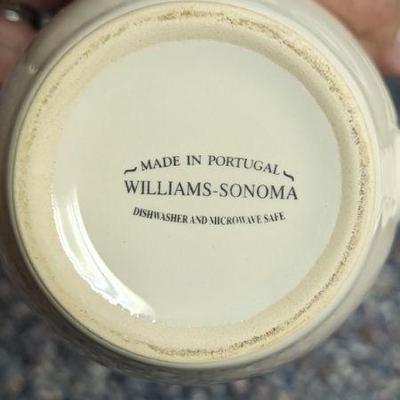 ~MADE IN PORTUGAL~
WILLIAMS-SONOMA
DISHWASHER AND MICROWAVE SAFE